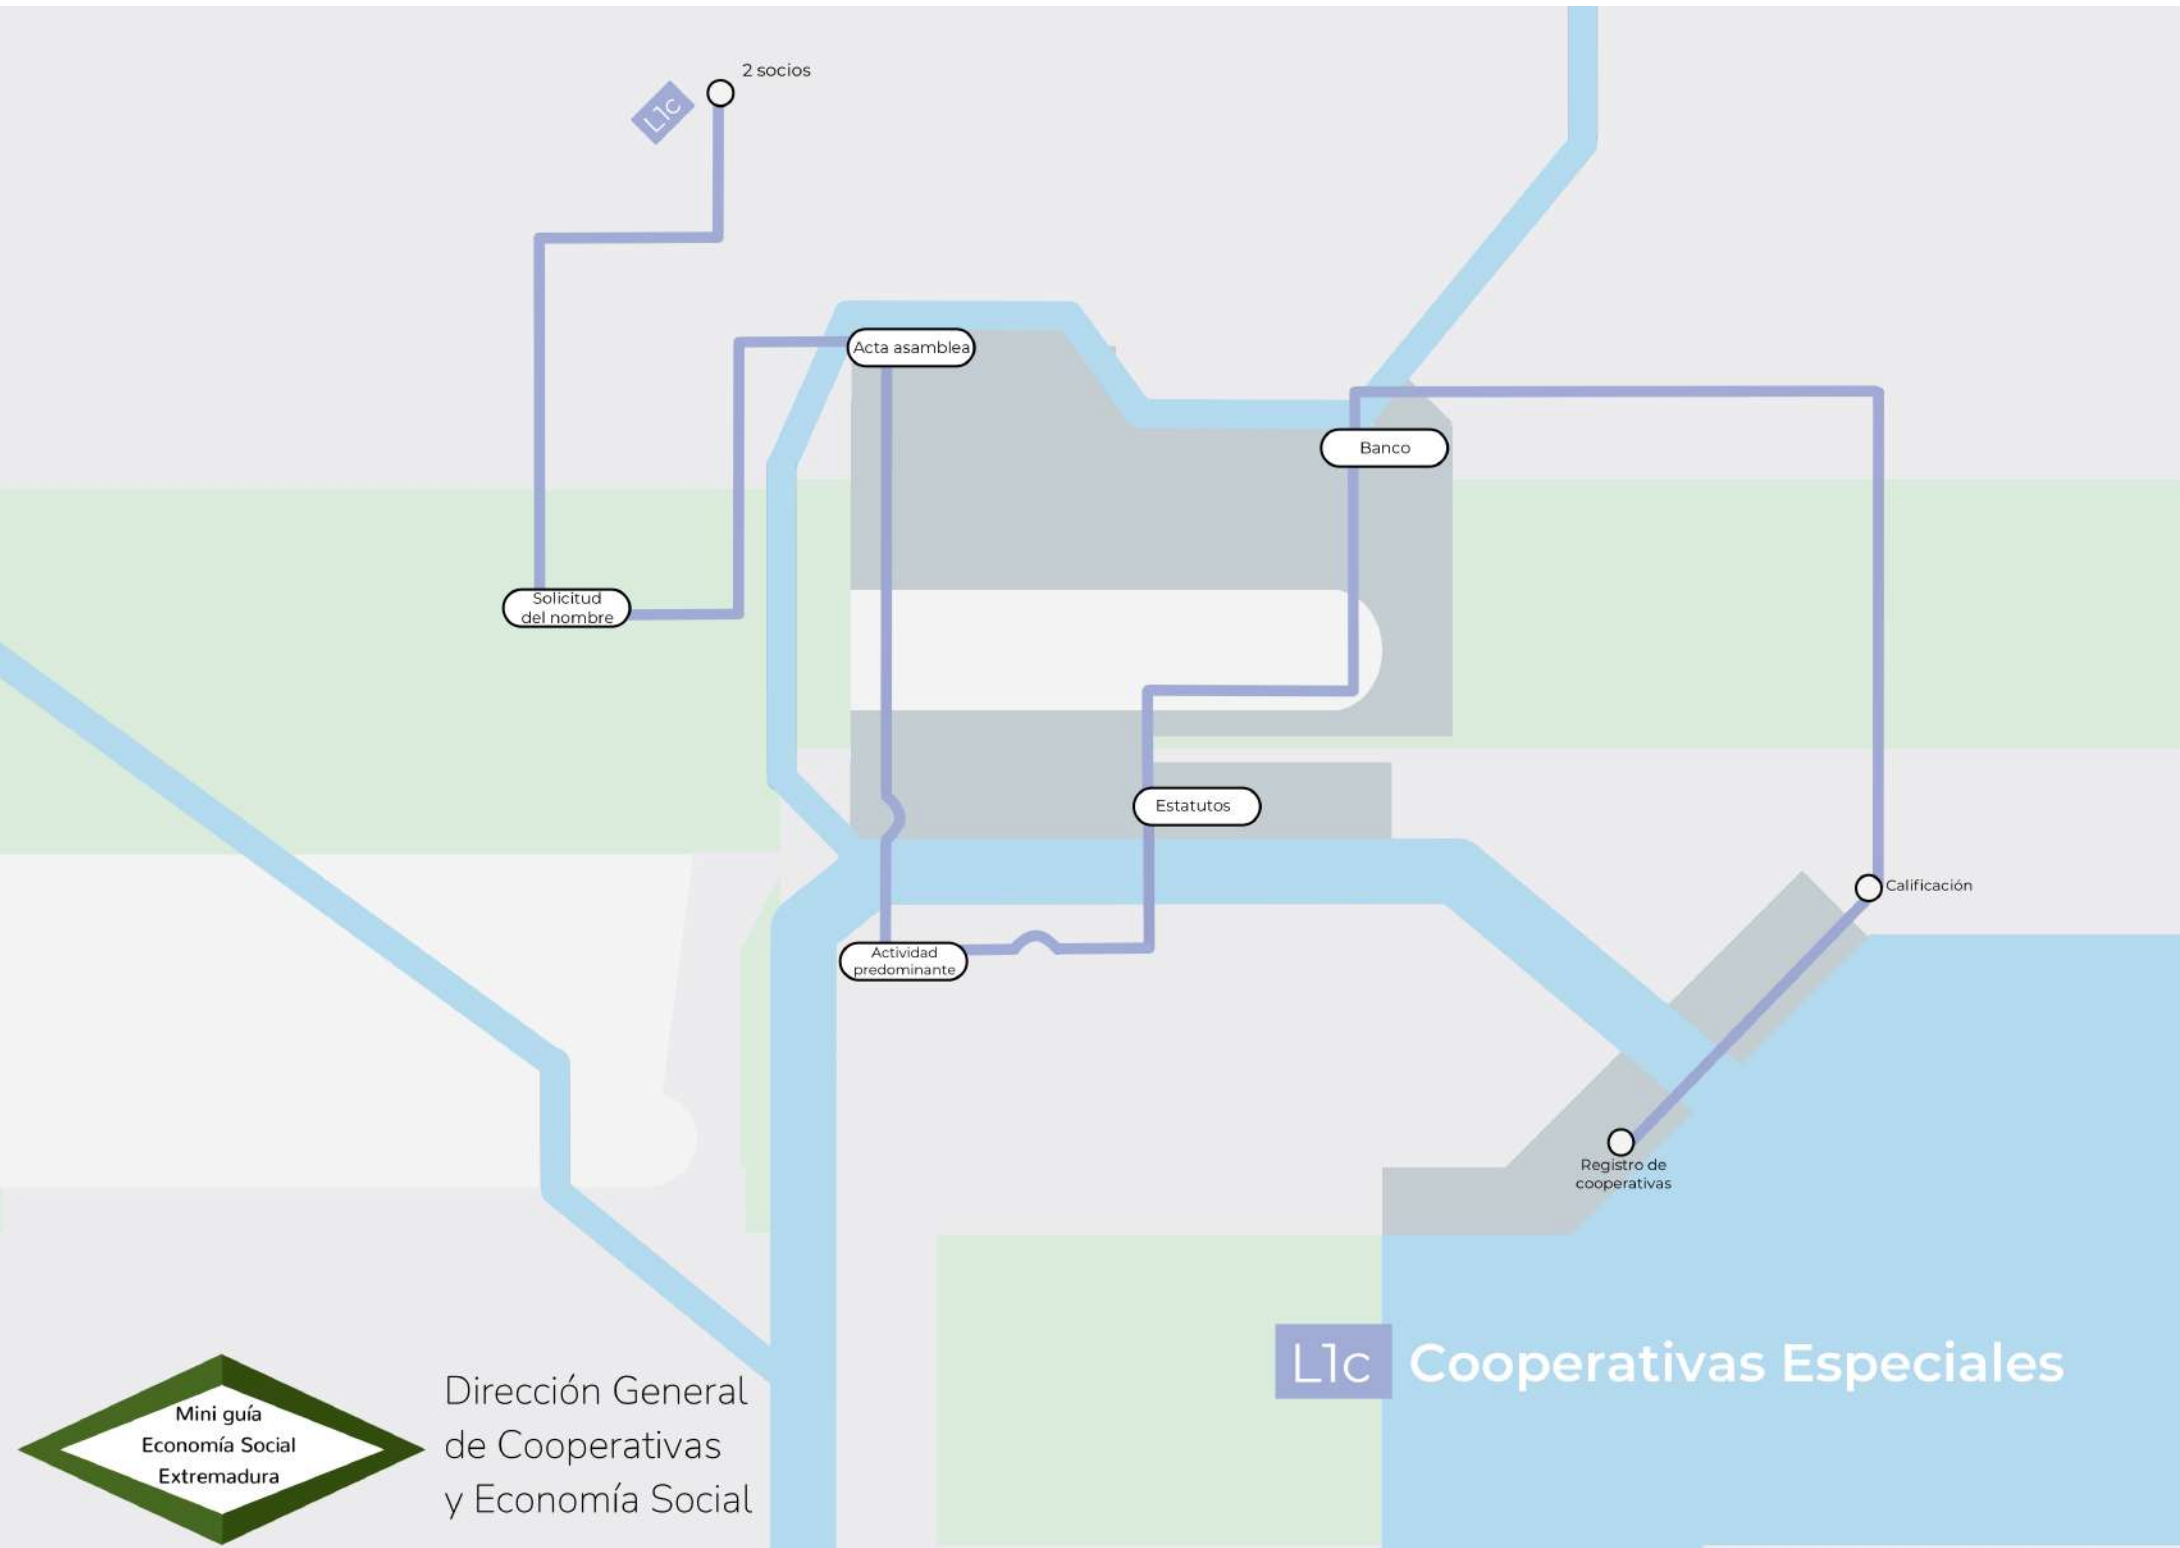 2 socios
L1c
Acta asamblea
Banco
Solicitud
del nombre
Estatutos
Calificación
Actividad
predominante
Registro de
cooperativas
L1c Cooperativas Especiales
Mini guía
Economía Social
Extremadura
Dirección General
de Cooperativas
y Economía Social